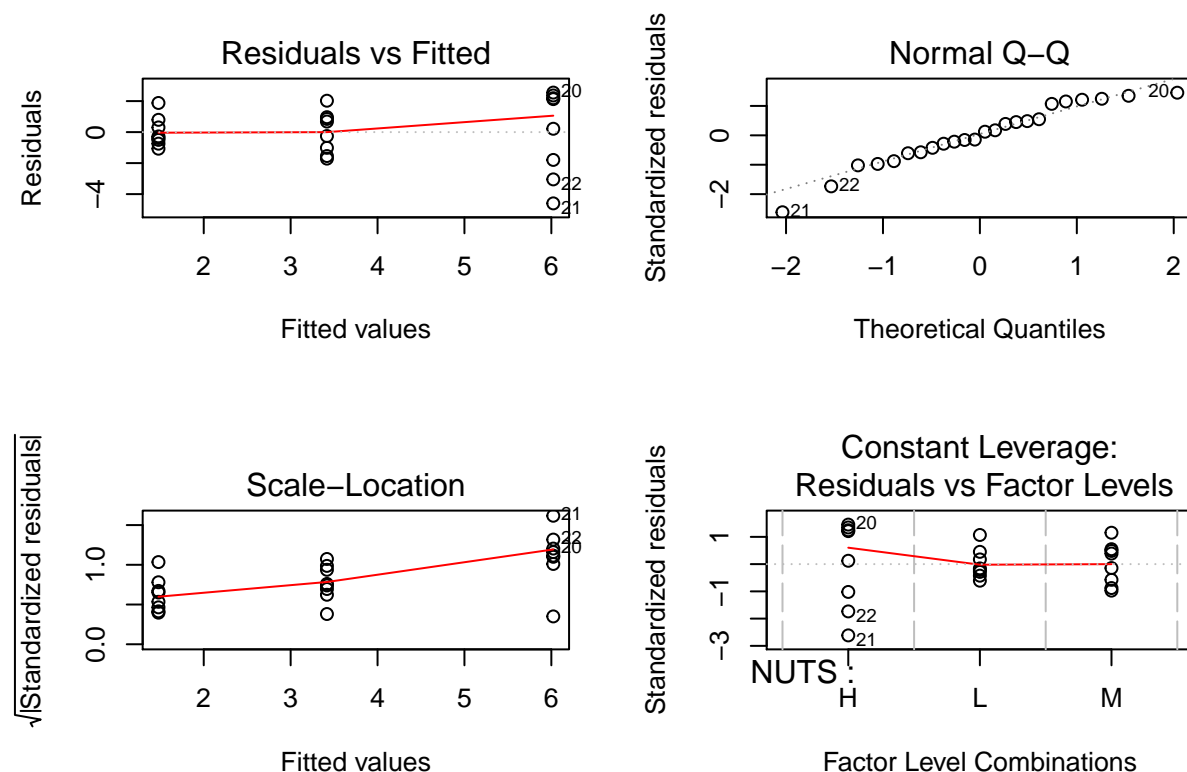 Residuals vs Fitted
Residuals
0
−4
20
22
21
2 3 4 5 6
Fitted values
Normal Q−Q
Standardized residuals
0
−2
20
22
21
−2 −1 0 1 2
Theoretical Quantiles
Scale−Location
√|Standardized residuals|
1.0
0.0
21
22
20
2 3 4 5 6
Fitted values
Constant Leverage:
Residuals vs Factor Levels
Standardized residuals
1
−1
−3
20
22
21
NUTS :
H L M
Factor Level Combinations